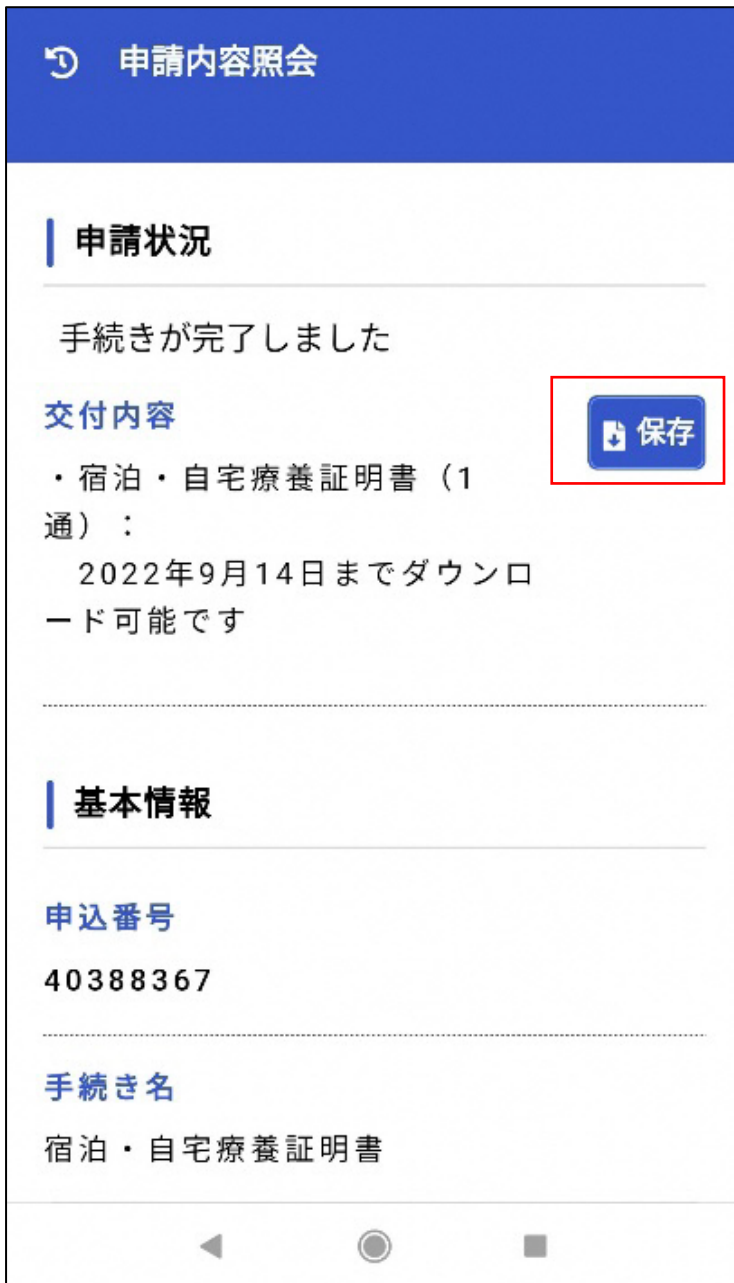 申請内容照会
申請状況
手続きが完了しました
交付内容
保存
・宿泊・自宅療養証明書（1
通）：
　2022年9月14日までダウンロ
ード可能です
基本情報
申込番号
40388367
手続き名
宿泊・自宅療養証明書